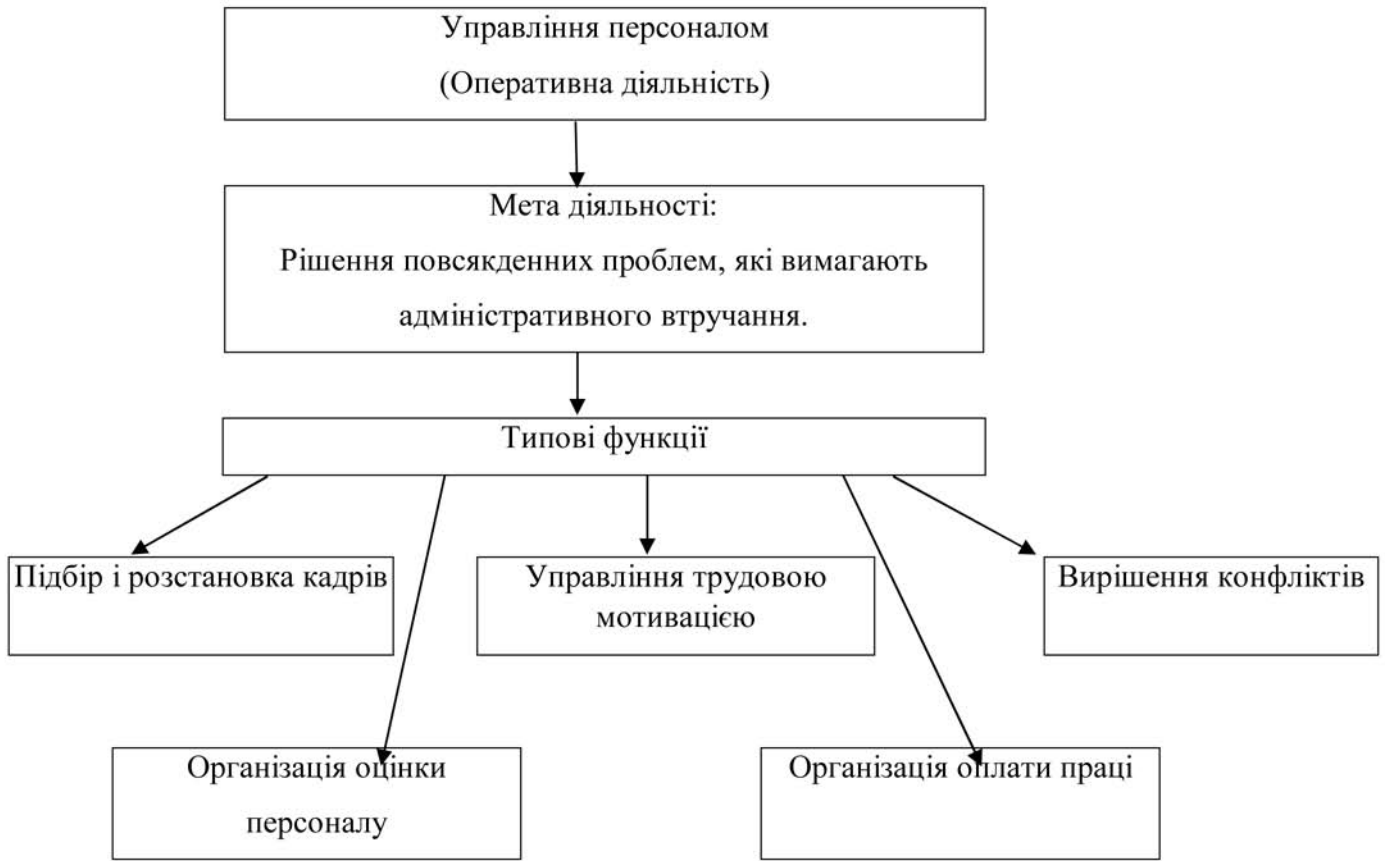 Управління персоналом
(Оперативна діяльність)
Мета діяльності:
Рішення повсякденних проблем, які вимагають
адміністративного втручання.
Типові функції
Підбір і розстановка кадрів
Управління трудовою
мотивацією
Вирішення конфліктів
Організація оцінки
персоналу
Організація оплати праці